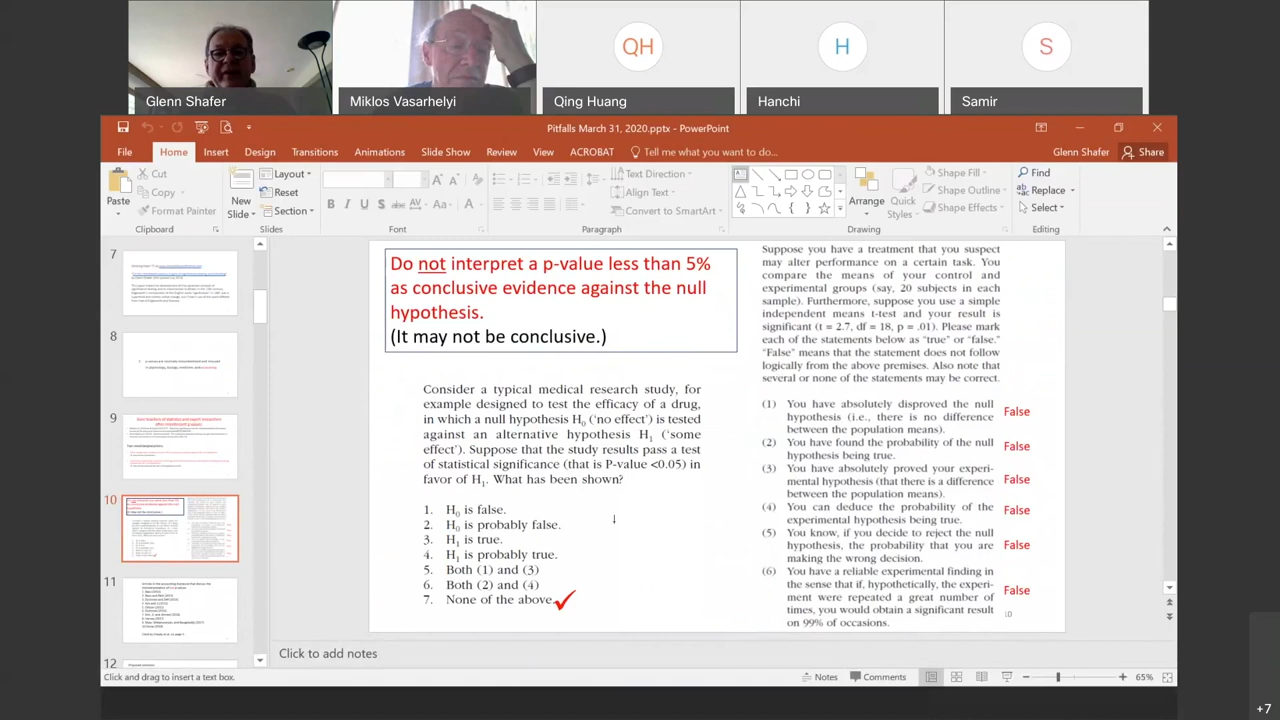 QH
H
S
Glenn Shafer
Miklos Vasarhelyi
Qing Huang
Hanchi
Samir
Pitfalls March 31, 2020.pptx - PowerPoint
File
Home
Insert
Design
Transitions
Animations
Slide Show
Review
View
ACROBAT
Tell me what you want to do...
Glenn Shafer
Share
Paste
Cut
Copy
Format Painter
Clipboard
New
Slide
Layout
Reset
Section
Slides
B I U S abc AV Aa A
Font
Text Direction
Align Text
Convert to SmartArt
Paragraph
Arrange
Quick
Styles
Shape Fill
Shape Outline
Shape Effects
Drawing
Find
Replace
Select
Editing
7
8
9
10
11
12
Do not interpret a p-value less than 5%
as conclusive evidence against the null
hypothesis.
(It may not be conclusive.)
Consider a typical medical research study, for
example designed to test the efficacy of a drug,
in which a null hypothesis H0 ('no effect') is tested
against an alternative hypothesis H1 ('some
effect'). Suppose that the study results pass a test
of statistical significance (that is P-value <0.05) in
favor of H1. What has been shown?
1. H0 is false.
2. H0 is probably false.
3. H1 is true.
4. H1 is probably true.
5. Both (1) and (3)
6. Both (2) and (4)
7. None of the above.
Suppose you have a treatment that you suspect
may alter performance on a certain task. You
compare the means of your control and
experimental groups (say, 20 subjects in each
sample). Furthermore, suppose you use a simple
independent means t-test and your result is
significant (t = 2.7, df = 18, p = .01). Please mark
each of the statements below as "true" or "false."
"False" means that the statement does not follow
logically from the above premises. Also note that
several or none of the statements may be correct.
(1) You have absolutely disproved the null
hypothesis (i.e., there is no difference
between the population means).
False
(2) You have found the probability of the null
hypothesis being true.
False
(3) You have absolutely proved your experi-
mental hypothesis (that there is a difference
between the population means).
False
(4) You can deduce the probability of the
experimental hypothesis being true.
False
(5) You know, if you decide to reject the null
hypothesis, the probability that you are
making the wrong decision.
False
(6) You have a reliable experimental finding in
the sense that if, hypothetically, the experi-
ment were repeated a great number of
times, you would obtain a significant result
on 99% of occasions.
False
10
Click to add notes
Click and drag to insert a text box.
Notes
Comments
65%
+7